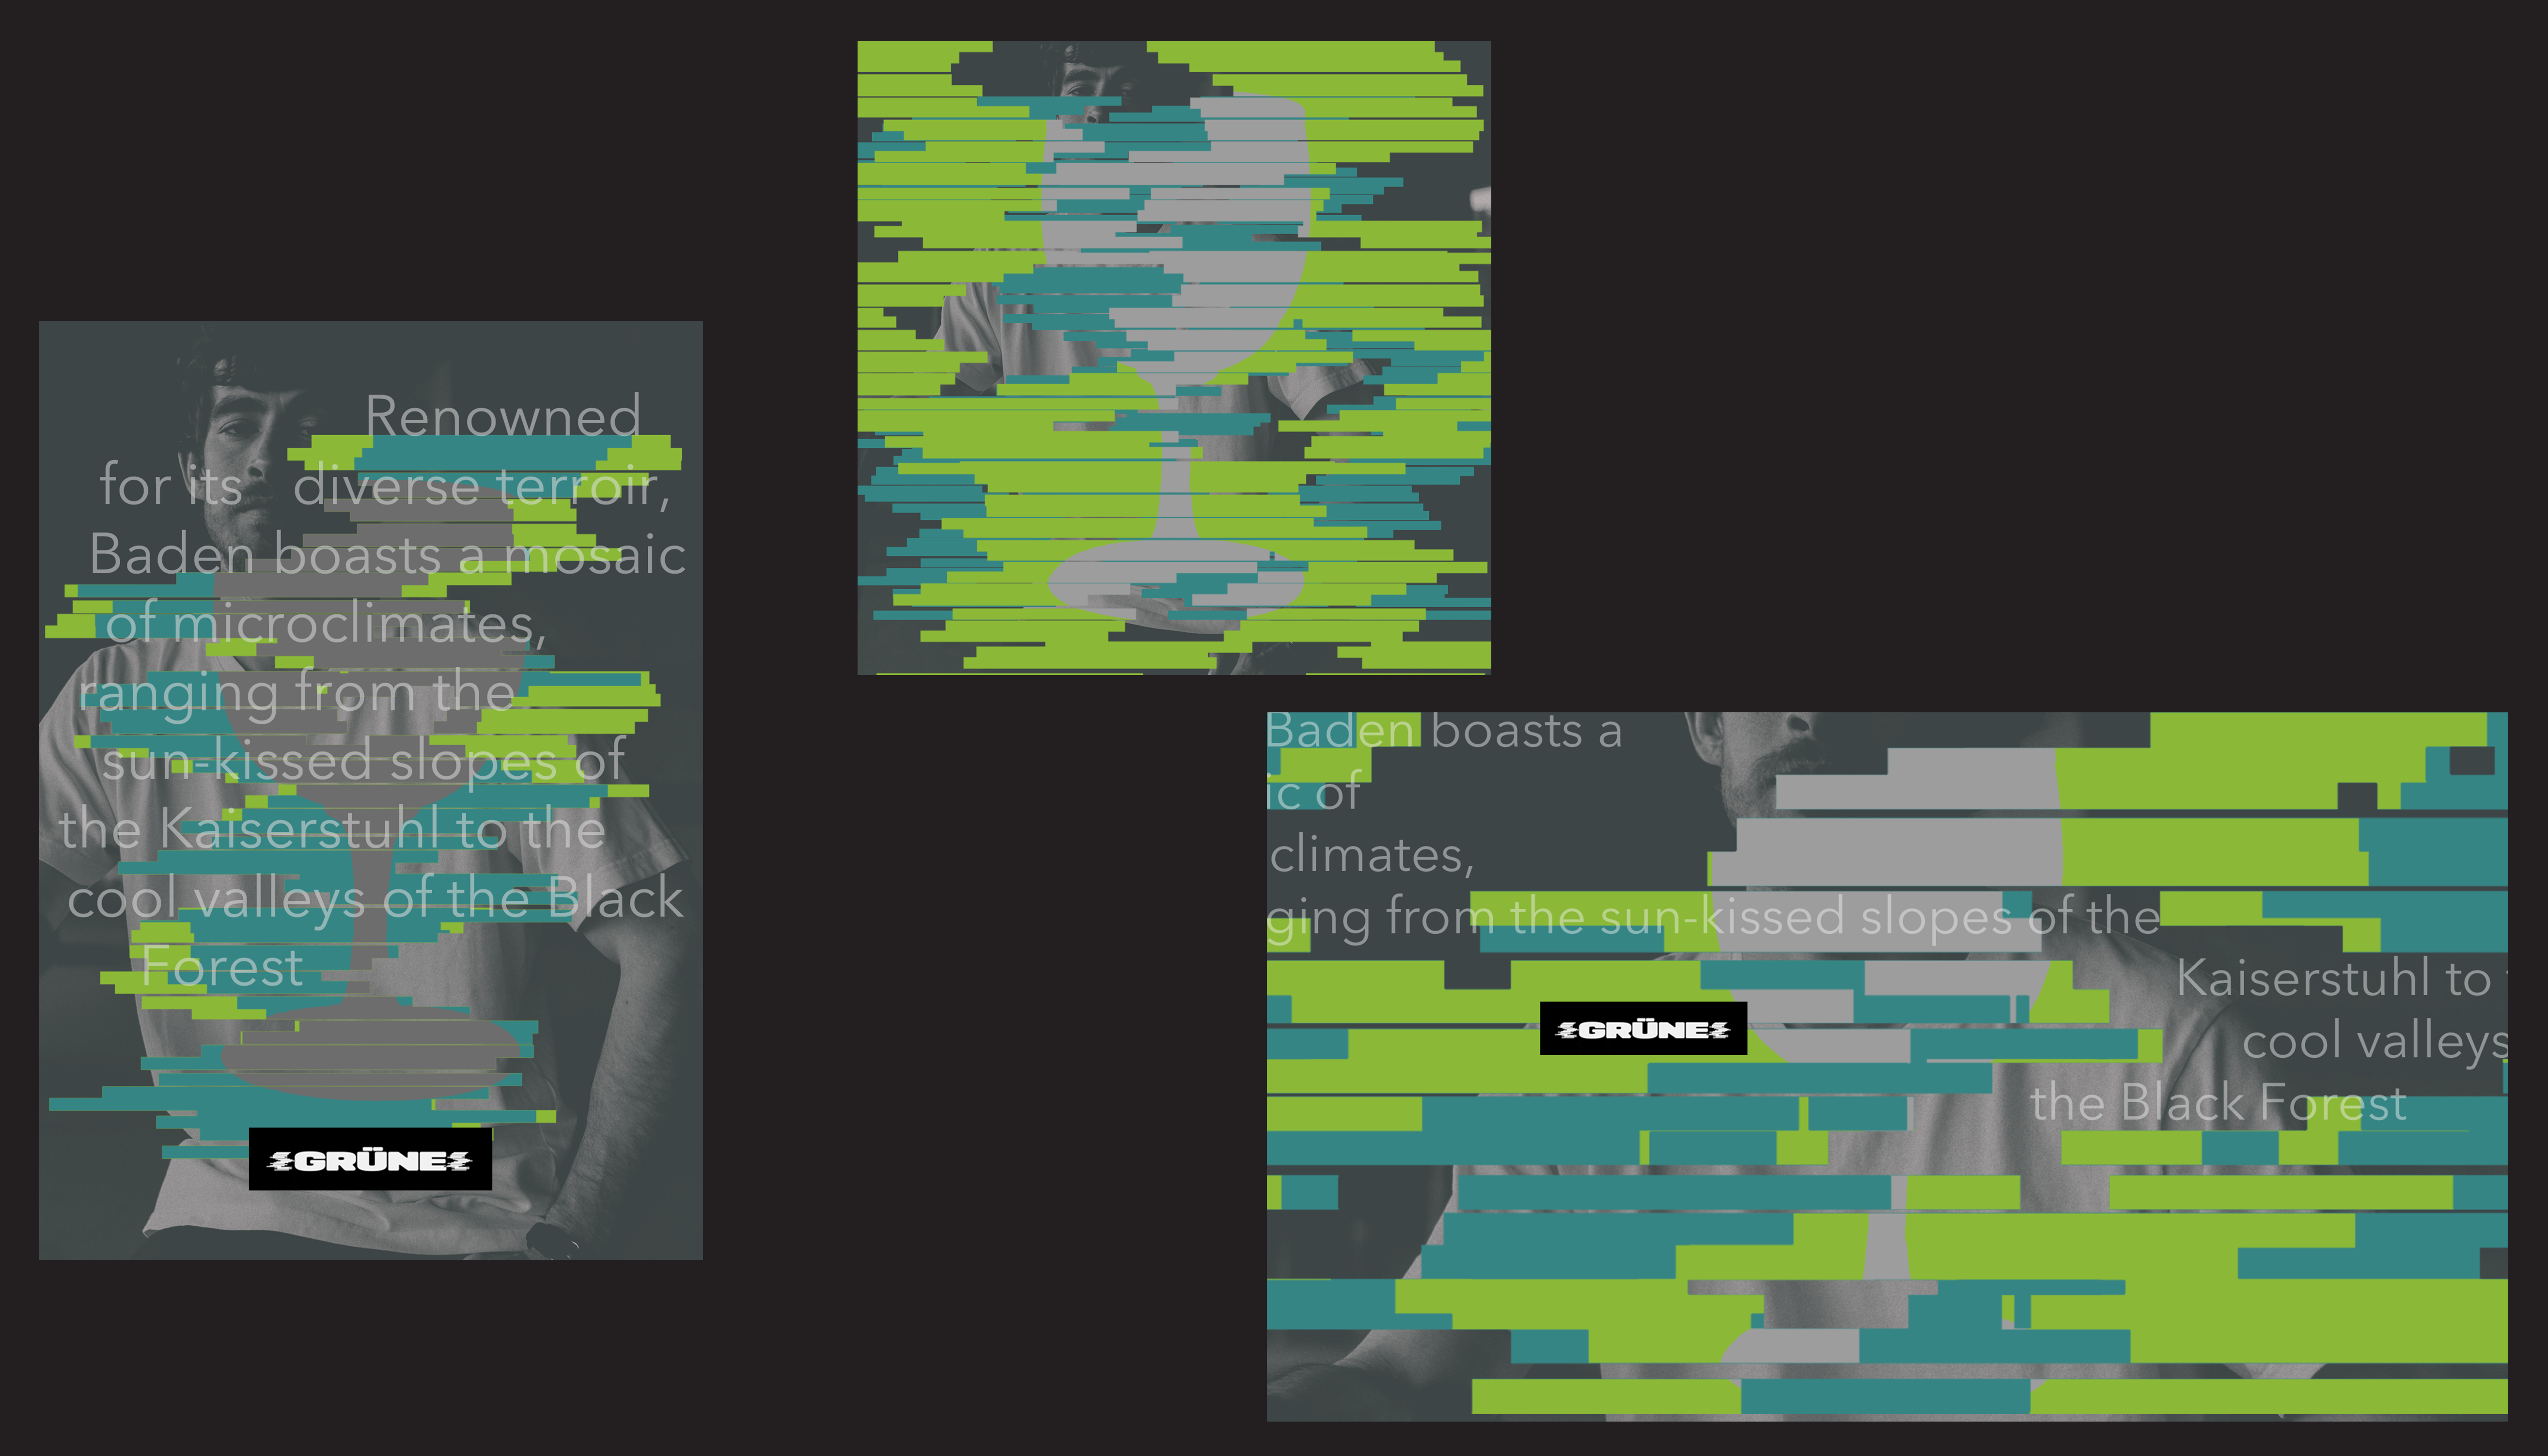 Renowned
for its diverse terroir,
Baden boasts a mosaic
of microclimates,
ranging from the
sun-kissed slopes of
the Kaiserstuhl to the
cool valleys of the Black
Forest
GRÜNE
Baden boasts a
ic of
climates,
ging from the sun-kissed slopes of the
Kaiserstuhl to
cool valleys
the Black Forest
GRÜNE